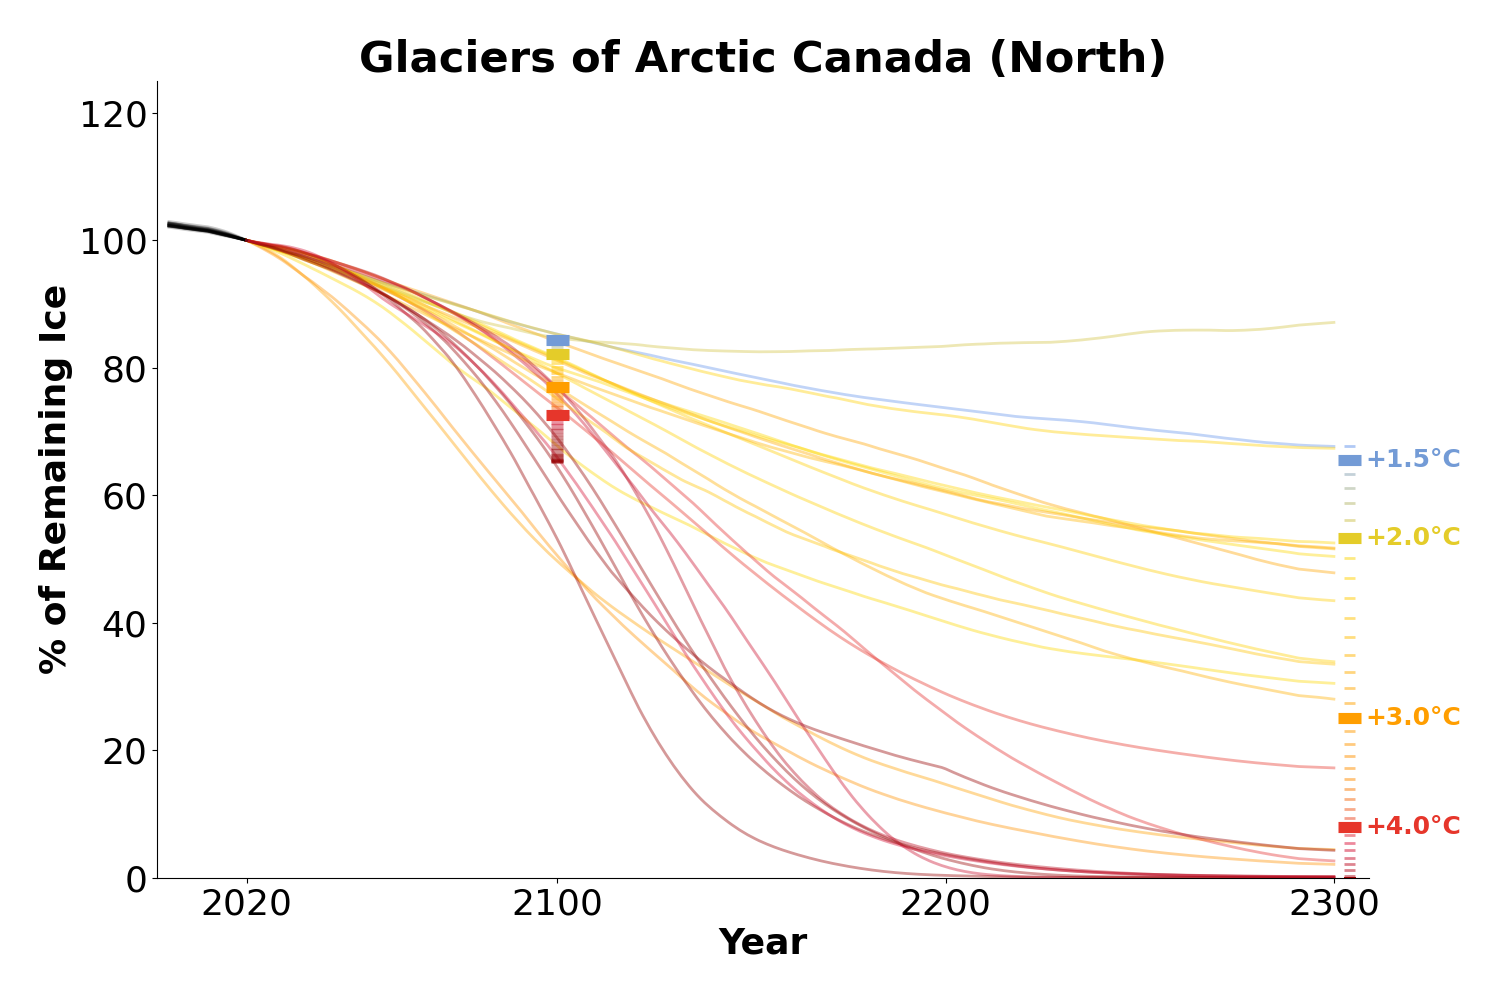 Glaciers of Arctic Canada (North)
120
100
80
60
40
20
0
% of Remaining Ice
2020
2100
2200
2300
Year
+1.5°C
+2.0°C
+3.0°C
+4.0°C